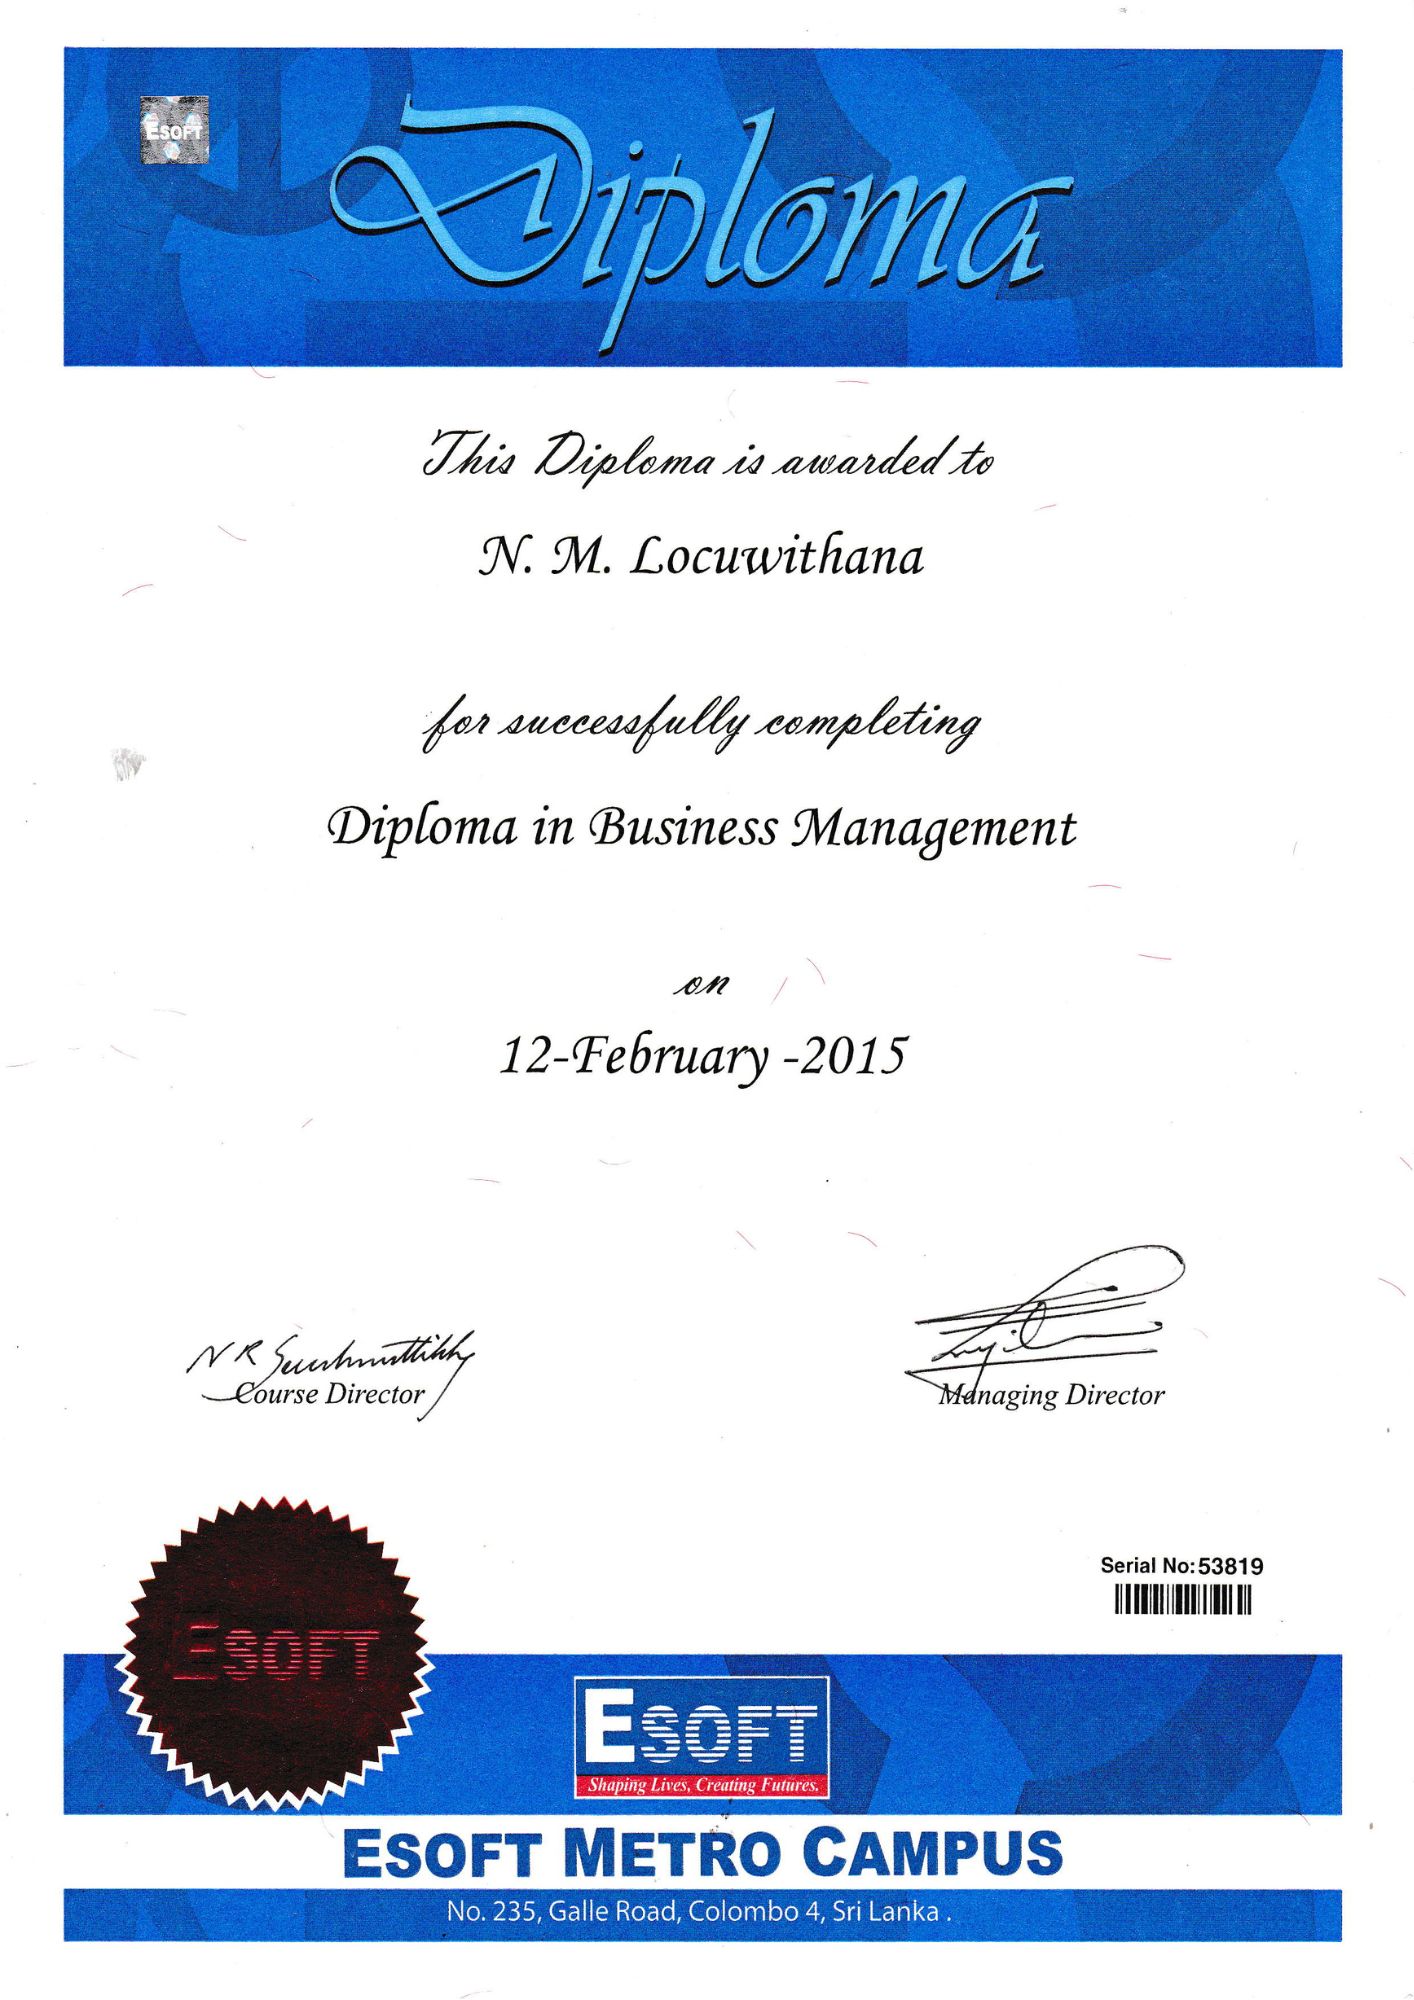 ESOFT
Diploma
This Diploma is awarded to
N. M. Locuwithana
for successfully completing
Diploma in Business Management
on
12-February -2015
Course Director
Managing Director
Serial No:53819
ESOFT
ESOFT
Shaping Lives, Creating Futures.
ESOFT METRO CAMPUS
No. 235, Galle Road, Colombo 4, Sri Lanka .